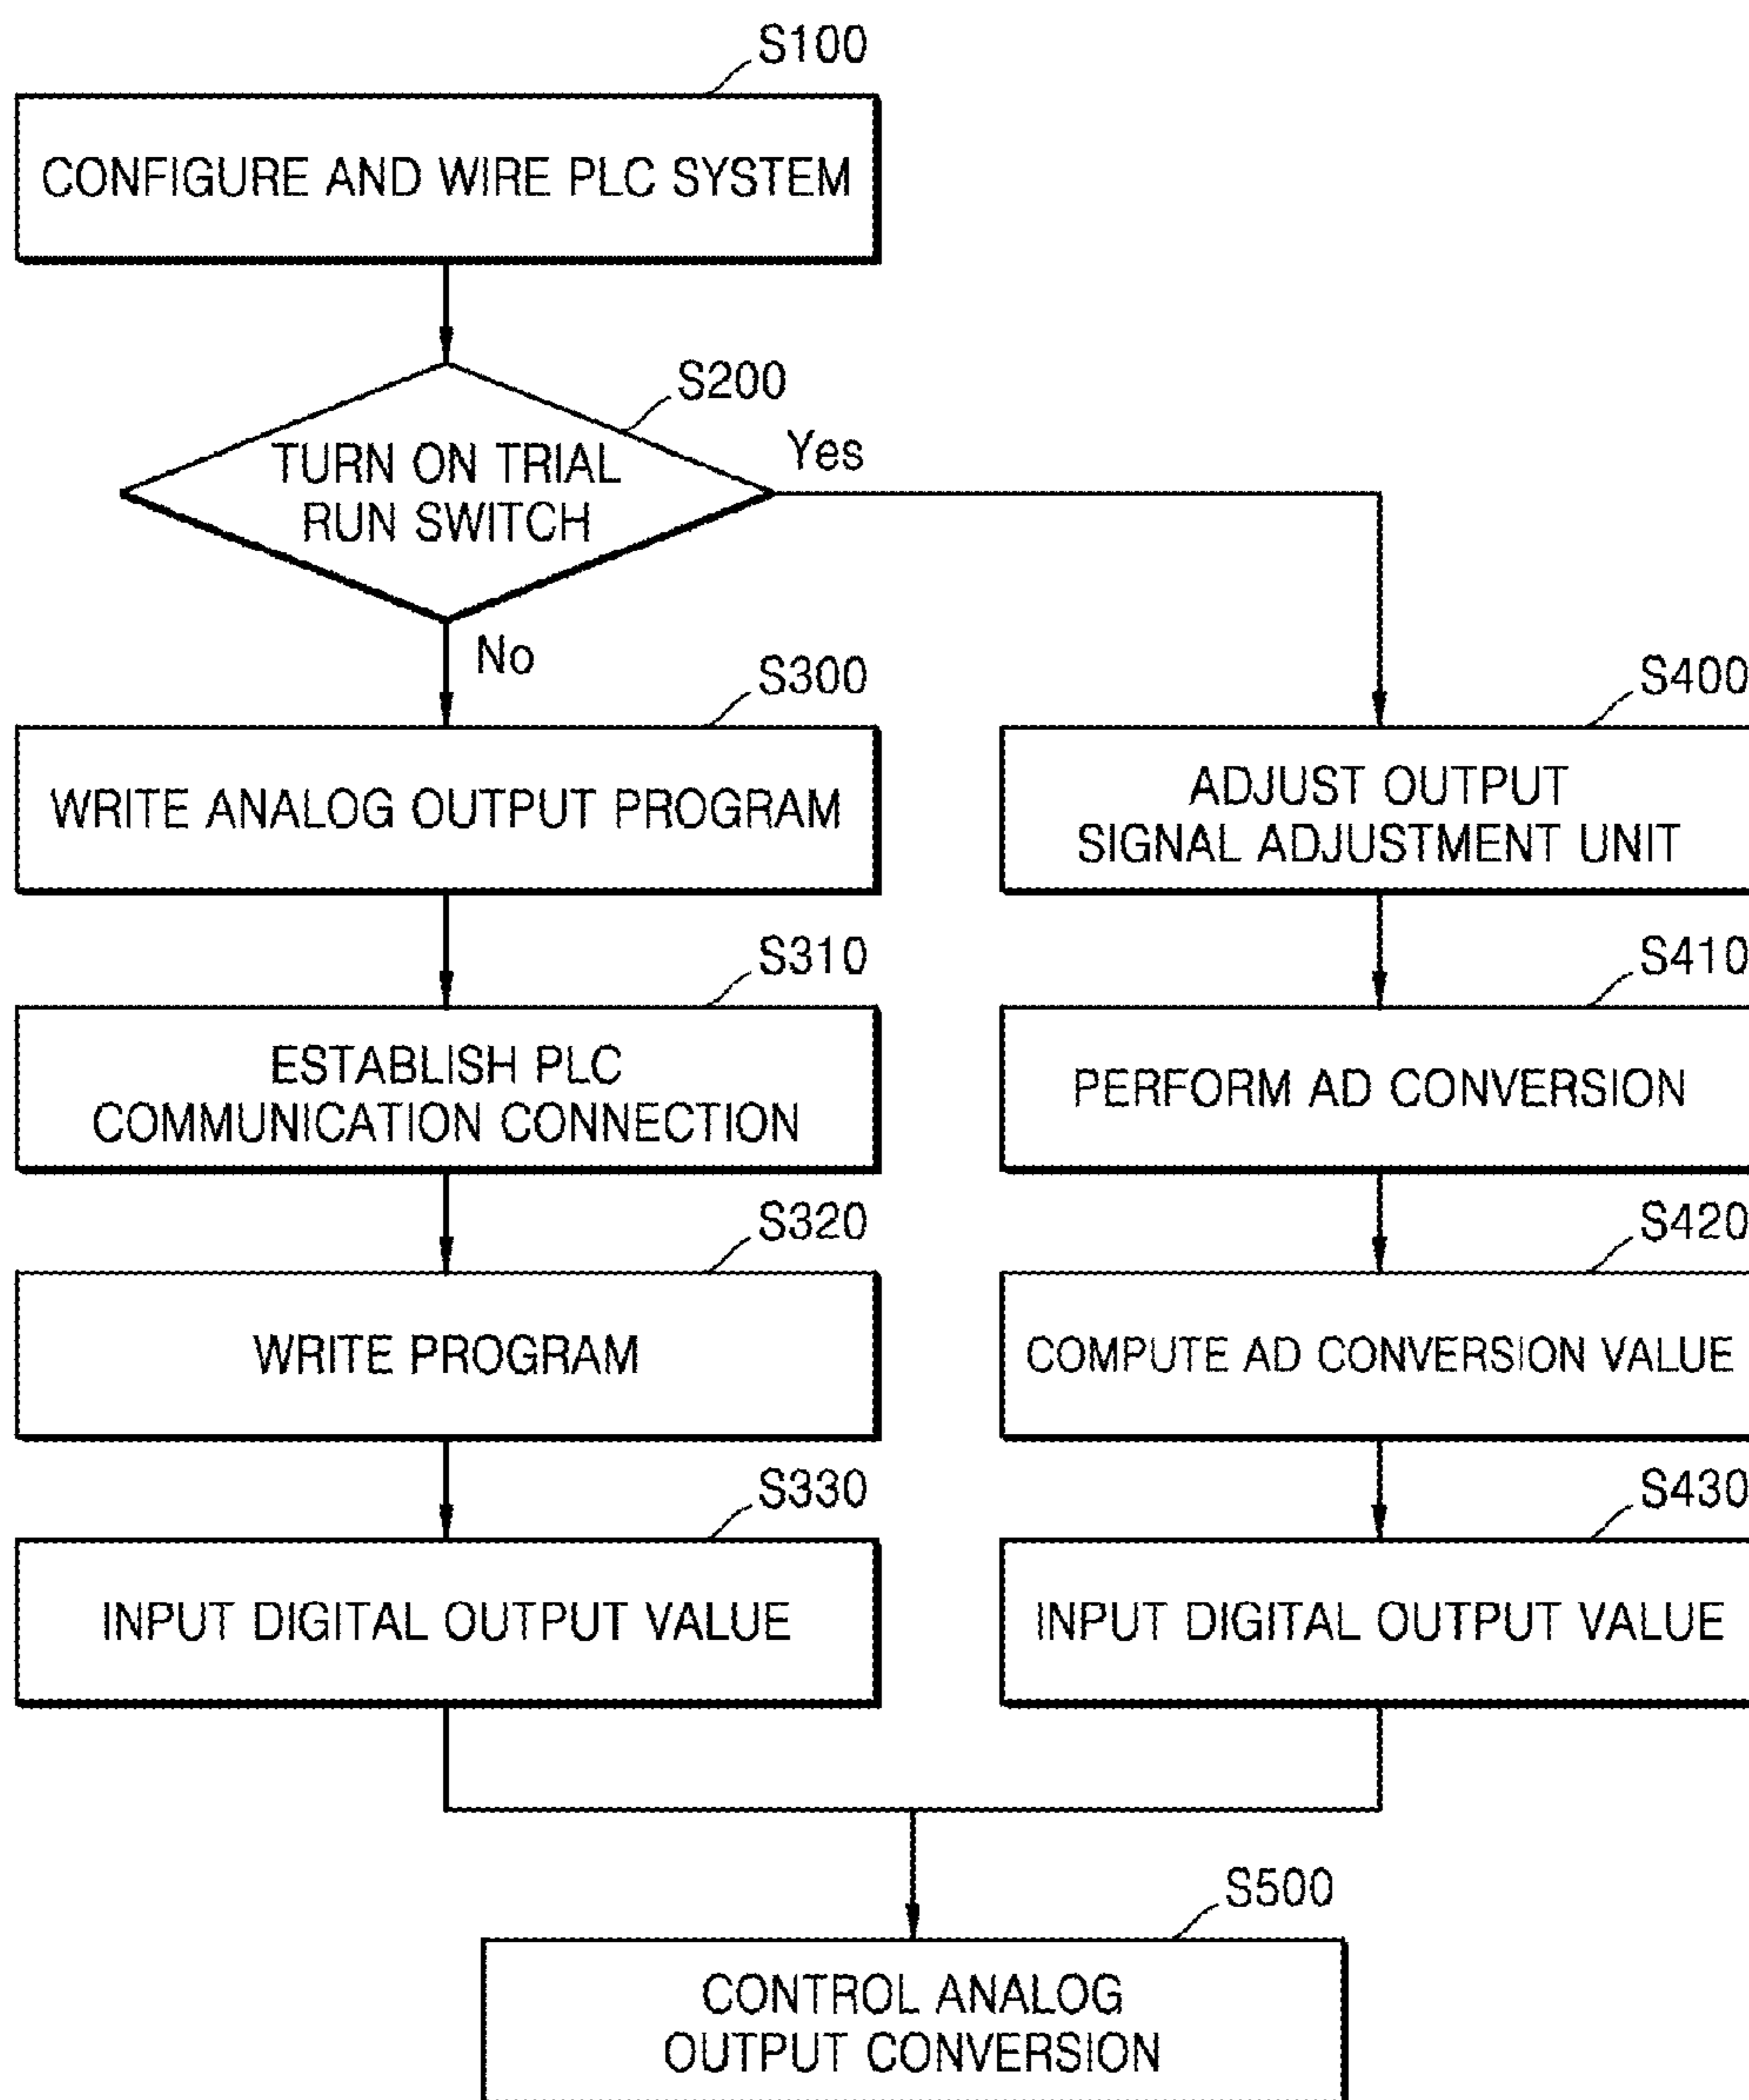 S100
CONFIGURE AND WIRE PLC SYSTEM
S200
TURN ON TRIAL
RUN SWITCH
Yes
No
S300
WRITE ANALOG OUTPUT PROGRAM
S400
ADJUST OUTPUT
SIGNAL ADJUSTMENT UNIT
S310
ESTABLISH PLC
COMMUNICATION CONNECTION
S410
PERFORM AD CONVERSION
S320
WRITE PROGRAM
S420
COMPUTE AD CONVERSION VALUE
S330
INPUT DIGITAL OUTPUT VALUE
S430
INPUT DIGITAL OUTPUT VALUE
S500
CONTROL ANALOG
OUTPUT CONVERSION